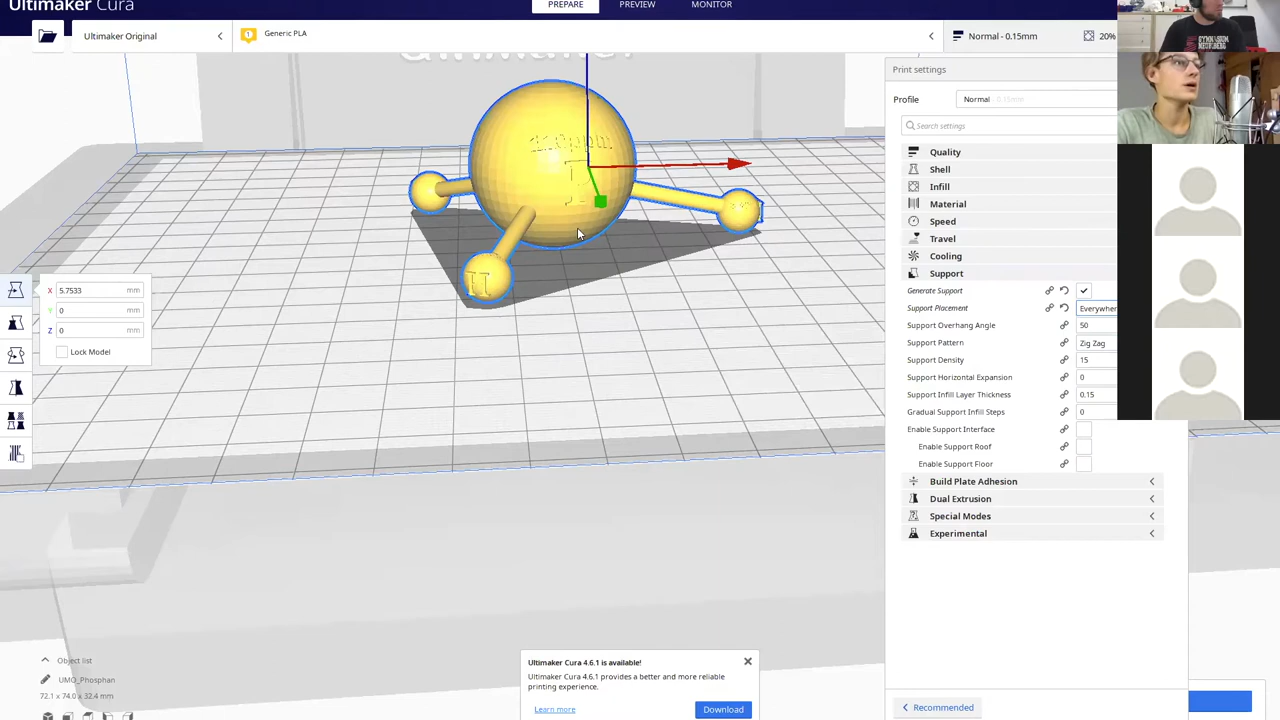 Ultimaker Cura
PREPARE
PREVIEW
MONITOR
Ultimaker Original
1
Generic PLA
Normal - 0.15mm
20%
Print settings
Profile
Normal 0.15mm
Search settings
Quality
Shell
Infill
Material
Speed
Travel
Cooling
Support
Generate Support
Support Placement
Everywher
Support Overhang Angle
50
Support Pattern
Zig Zag
Support Density
15
Support Horizontal Expansion
0
Support Infill Layer Thickness
0.15
Gradual Support Infill Steps
0
Enable Support Interface
Enable Support Roof
Enable Support Floor
Build Plate Adhesion
Dual Extrusion
Special Modes
Experimental
Recommended
X 5.7533 mm
Y 0 mm
Z 0 mm
Lock Model
Object list
UMO_Phosphan
72.1 x 74.0 x 32.4 mm
Ultimaker Cura 4.6.1 is available!
Ultimaker Cura 4.6.1 provides a better and more reliable
printing experience.
Learn more
Download